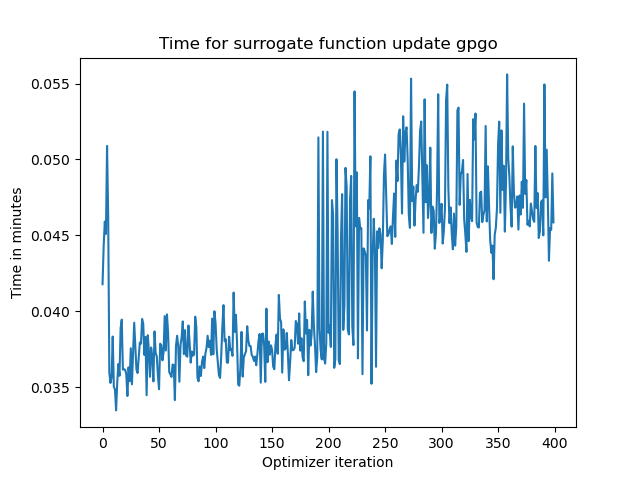 Time for surrogate function update gpgo
0.055
0.050
0.045
0.040
0.035
Time in minutes
0 50 100 150 200 250 300 350 400
Optimizer iteration